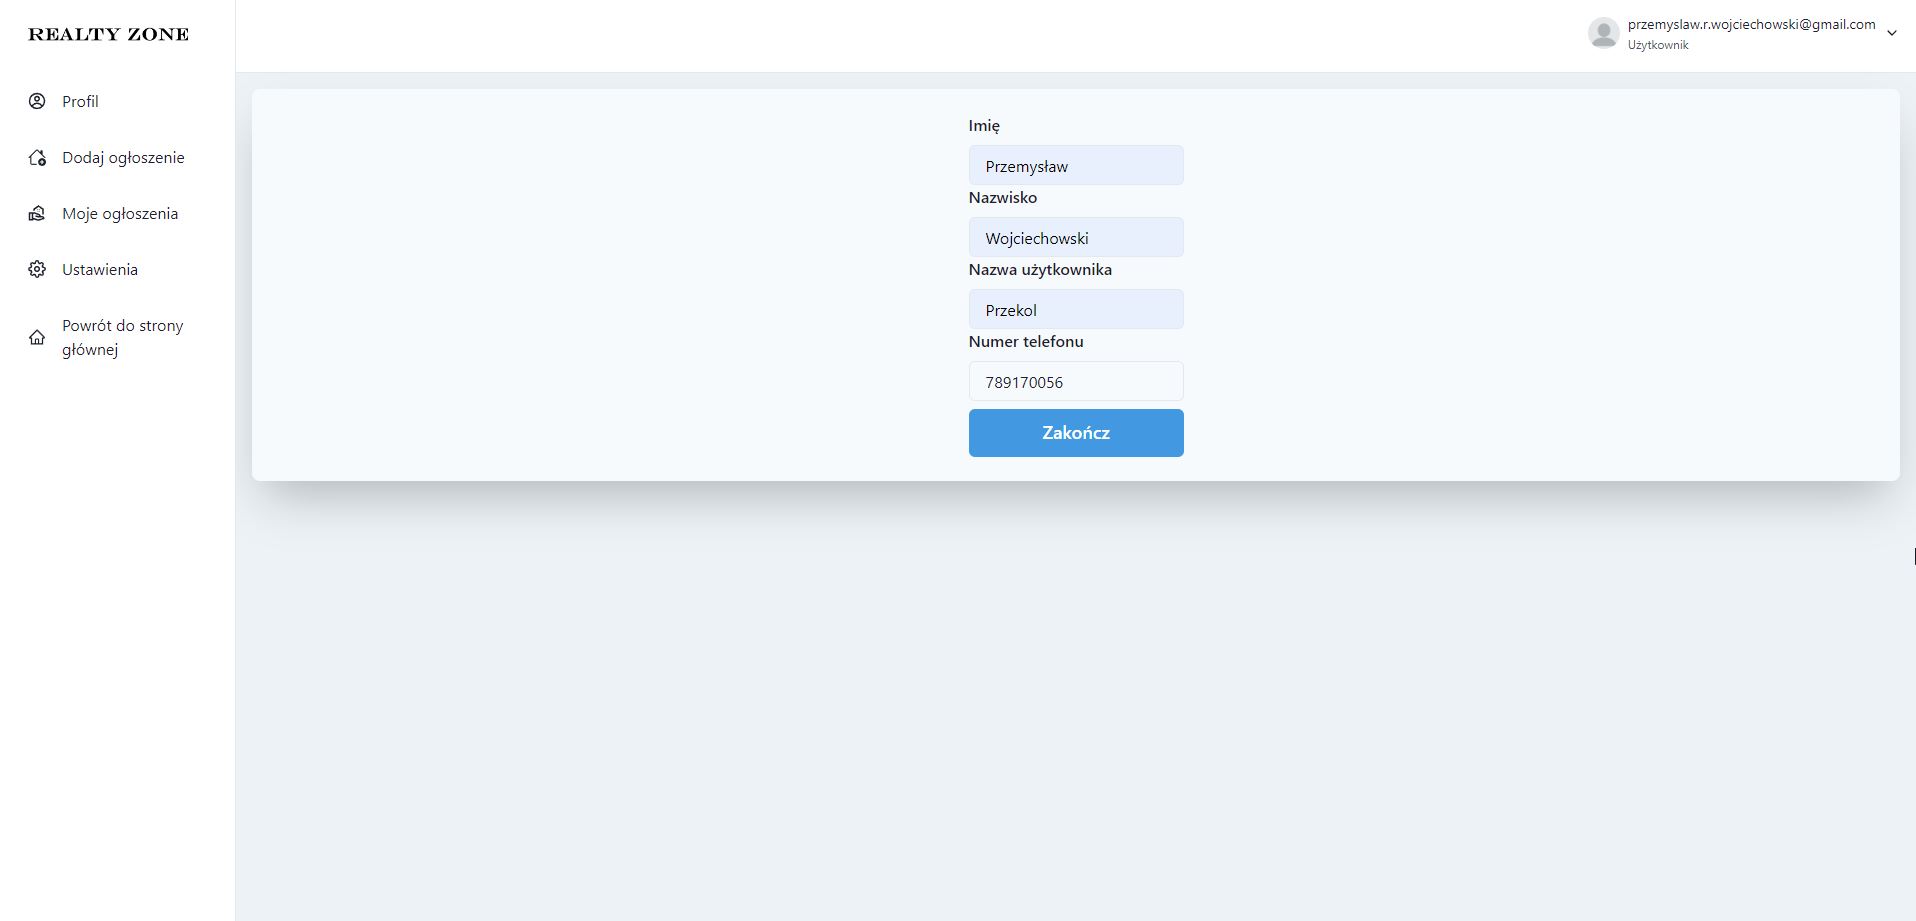 REALTY ZONE
Profil
Dodaj ogłoszenie
Moje ogłoszenia
Ustawienia
Powrót do strony
głównej
przemyslaw.r.wojciechowski@gmail.com
Użytkownik
Imię
Przemysław
Nazwisko
Wojciechowski
Nazwa użytkownika
Przekol
Numer telefonu
789170056
Zakończ